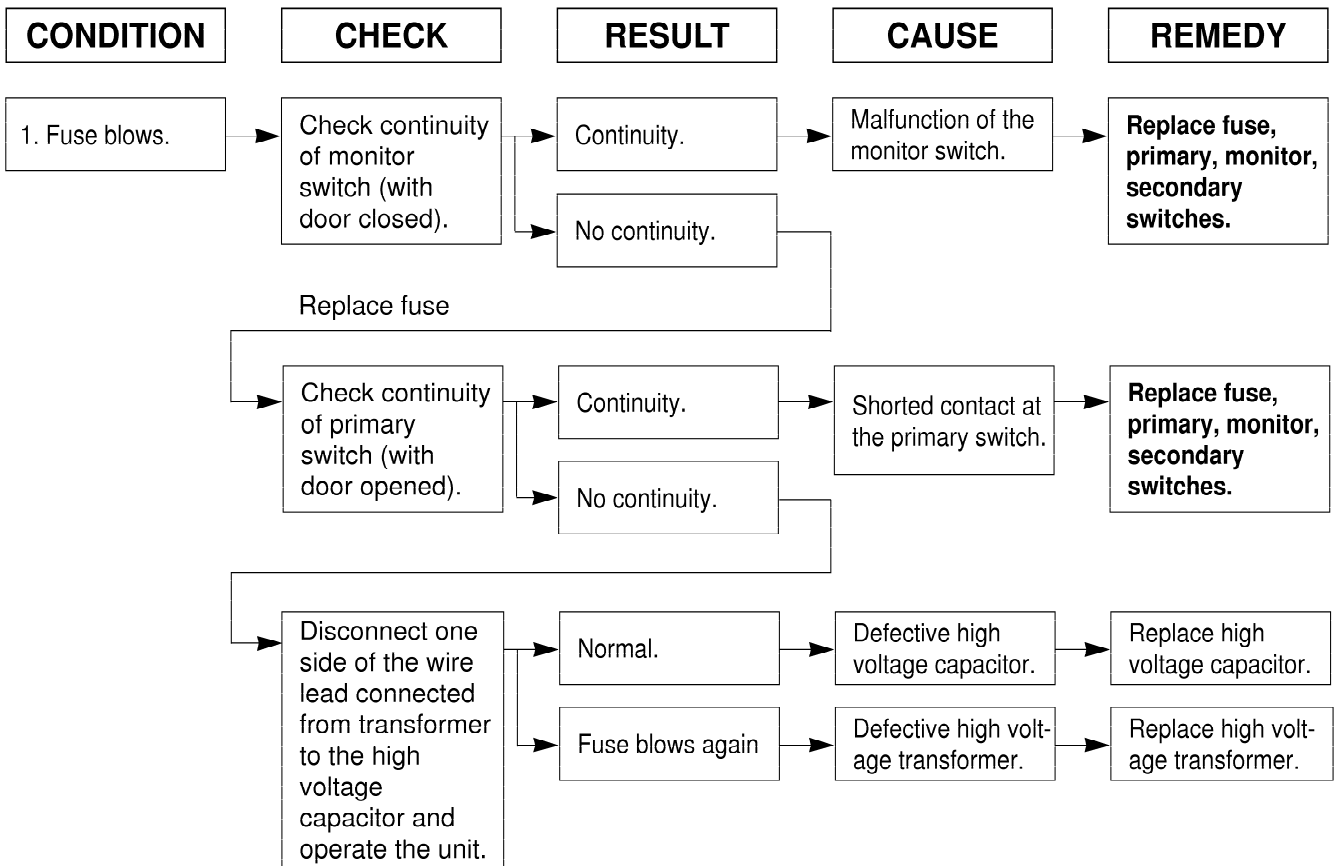 CONDITION
CHECK
RESULT
CAUSE
REMEDY
1. Fuse blows.
Check continuity
of monitor
switch (with
door closed).
Continuity.
Malfunction of the
monitor switch.
Replace fuse,
primary, monitor,
secondary
switches.
No continuity.
Replace fuse
Check continuity
of primary
switch (with
door opened).
Continuity.
Shorted contact at
the primary switch.
Replace fuse,
primary, monitor,
secondary
switches.
No continuity.
Disconnect one
side of the wire
lead connected
from transformer
to the high
voltage
capacitor and
operate the unit.
Normal.
Defective high
voltage capacitor.
Replace high
voltage capacitor.
Fuse blows again
Defective high volt-
age transformer.
Replace high volt-
age transformer.